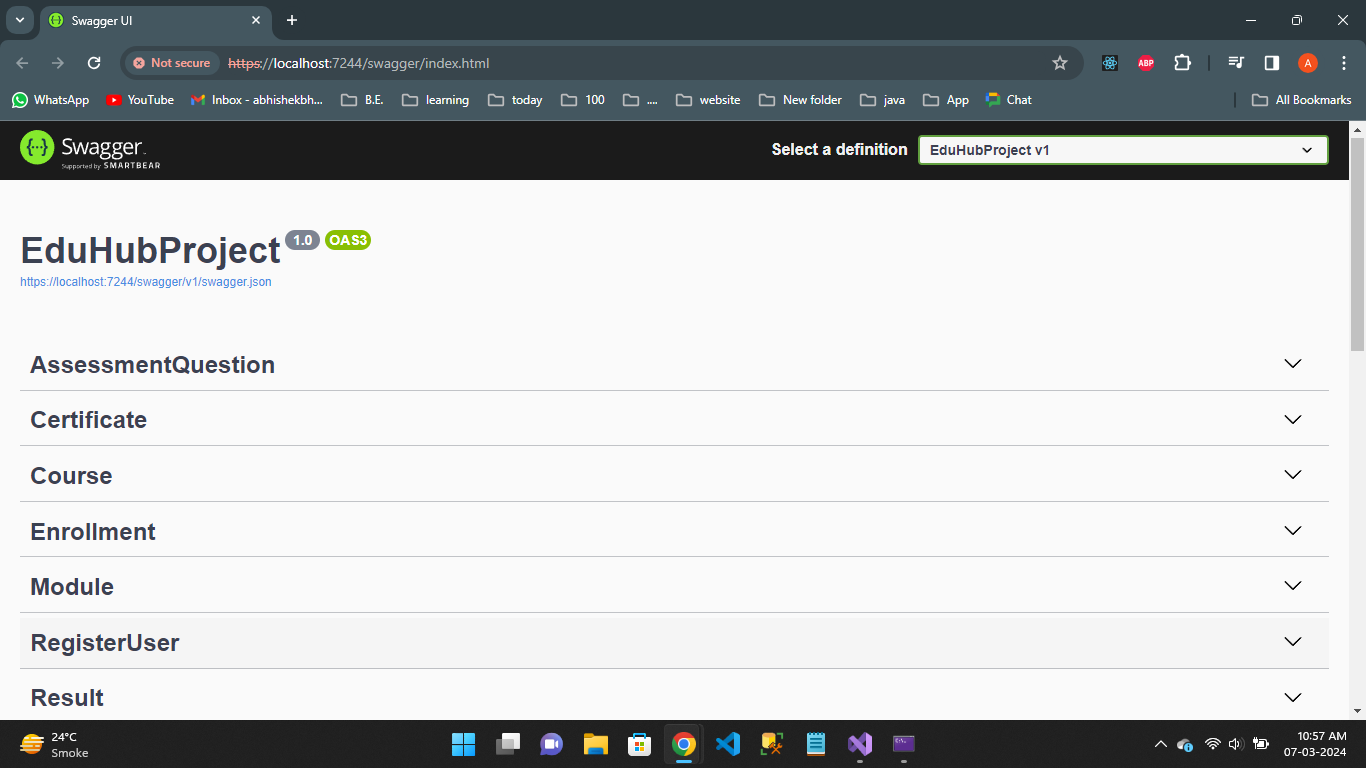 Swagger UI
Not secure
https://localhost:7244/swagger/index.html
ABP
A
WhatsApp
YouTube
Inbox - abhishekbh...
B.E.
learning
today
100
....
website
New folder
java
App
Chat
All Bookmarks
{···}
Swagger.
Supported by SMARTBEAR
Select a definition
EduHubProject v1
EduHubProject 1.0 OAS3
https://localhost:7244/swagger/v1/swagger.json
AssessmentQuestion
Certificate
Course
Enrollment
Module
RegisterUser
Result
24°C
Smoke
10:57 AM
07-03-2024